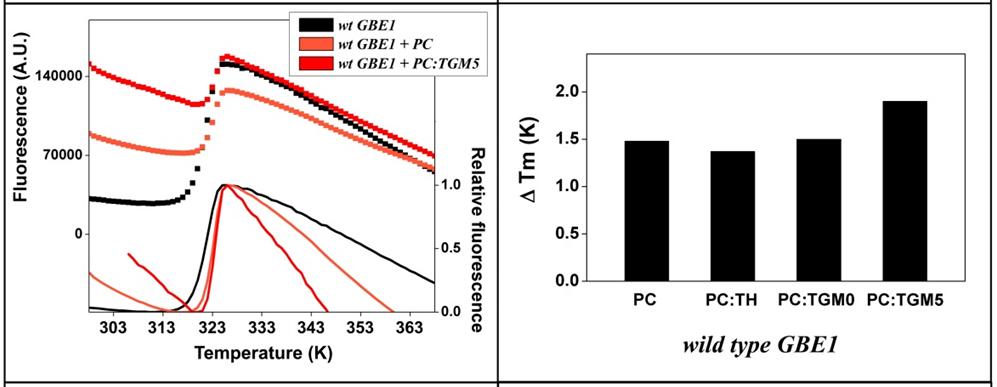 wt GBE1
wt GBE1 + PC
wt GBE1 + PC:TGM5
Fluorescence (A.U.)
140000
70000
0
Relative fluorescence
1.0
0.5
0.0
303 313 323 333 343 353 363
Temperature (K)
Δ Tm (K)
2.0
1.5
1.0
0.5
0.0
PC PC:TH PC:TGM0 PC:TGM5
wild type GBE1